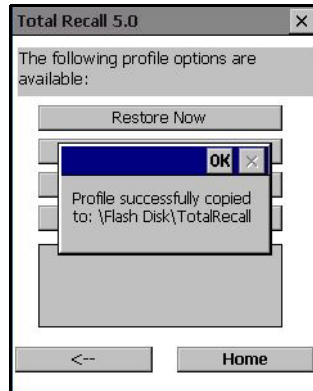 Total Recall 5.0
The following profile options are
available:
Restore Now
OK
Profile successfully copied
to: \Flash Disk\TotalRecall
<--
Home